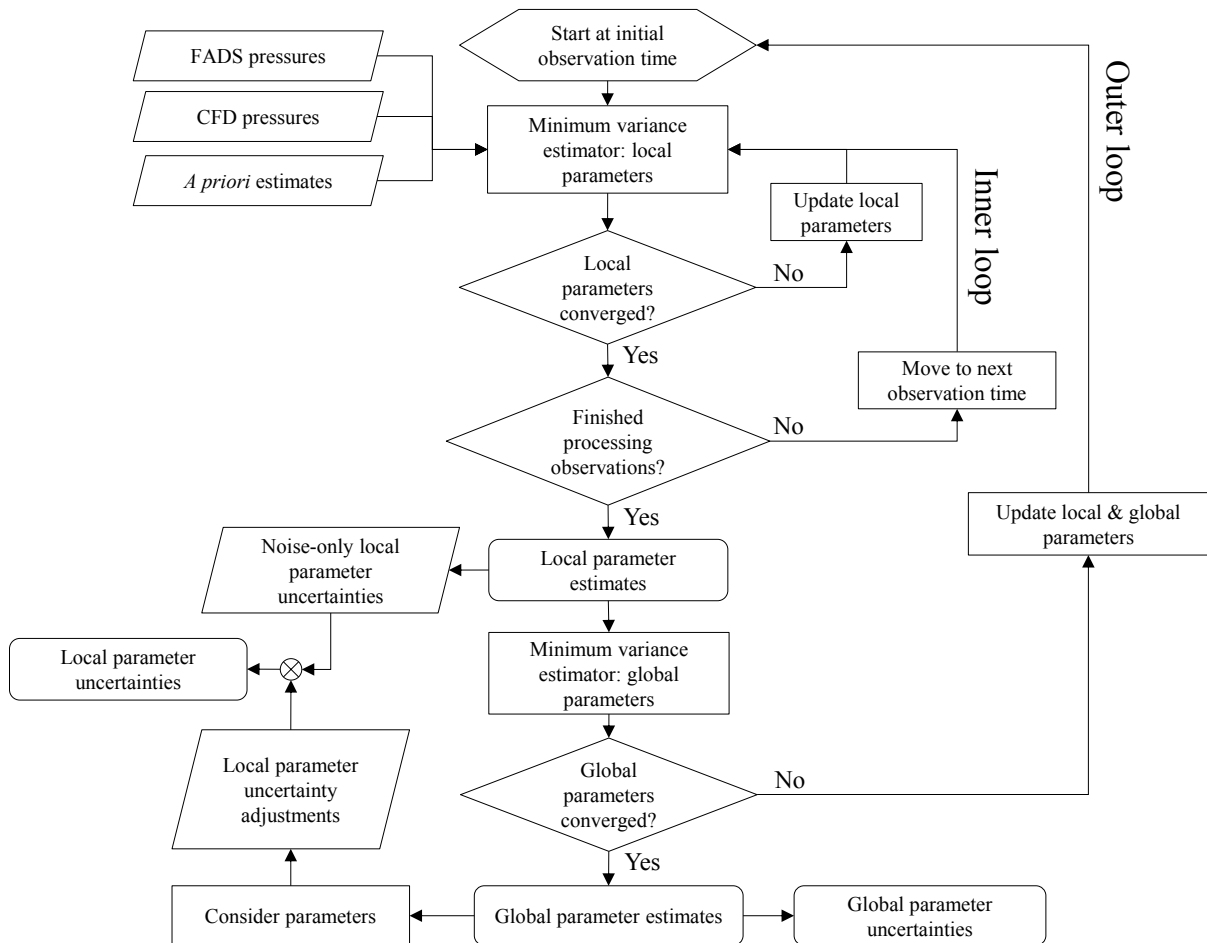 FADS pressures
CFD pressures
A priori estimates
Start at initial
observation time
Minimum variance
estimator: local
parameters
Update local
parameters
Inner loop
Outer loop
Local
parameters
converged?
No
Yes
Move to next
observation time
Finished
processing
observations?
No
Yes
Update local & global
parameters
Noise-only local
parameter
uncertainties
Local parameter
estimates
Local parameter
uncertainties
Minimum variance
estimator: global
parameters
Local parameter
uncertainty
adjustments
Global
parameters
converged?
No
Yes
Consider parameters
Global parameter estimates
Global parameter
uncertainties